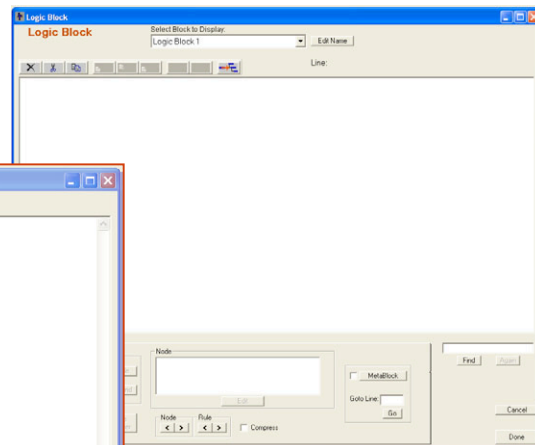 Logic Block
Logic Block
Select Block to Display:
Logic Block 1
Edit Name
Line:
Node
Edit
Node
Rule
< >
< >
Compress
MetaBlock
Goto Line:
Go
Find
Again
Cancel
Done